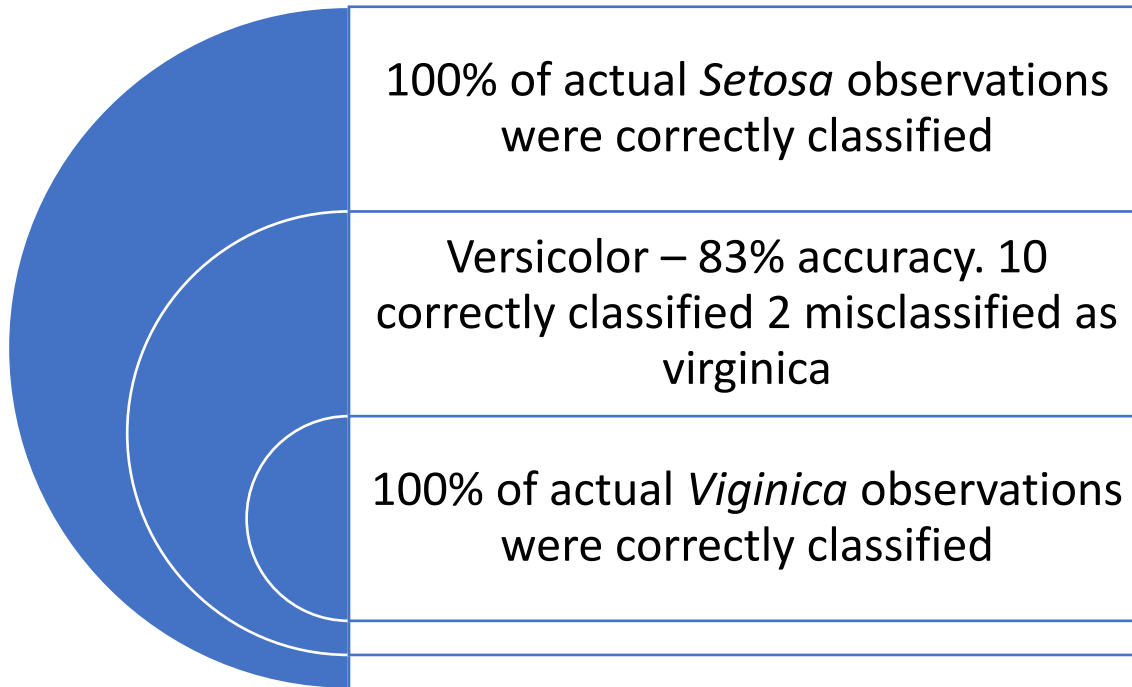 100% of actual Setosa observations
were correctly classified
Versicolor – 83% accuracy. 10
correctly classified 2 misclassified as
virginica
100% of actual Viginica observations
were correctly classified